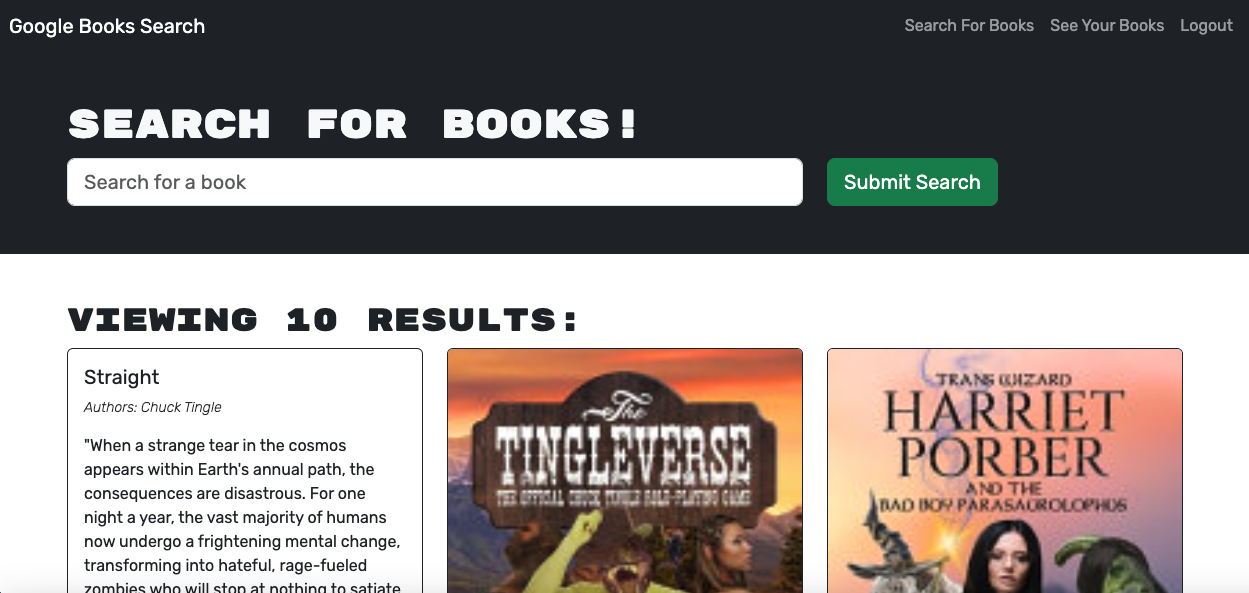 Google Books Search
Search For Books
See Your Books
Logout
SEARCH FOR BOOKS!
Search for a book
Submit Search
VIEWING 10 RESULTS:
Straight
Authors: Chuck Tingle
"When a strange tear in the cosmos
appears within Earth's annual path, the
consequences are disastrous. For one
night a year, the vast majority of humans
now undergo a frightening mental change,
transforming into hateful, rage-fueled
zombies who will stop at nothing to satiate
The
TINGLEVERSE
THE OFFICIAL CHUCK TINGLE ROLE-PLAYING GAME
TRANS WIZARD
HARRIET
PORBER
AND THE
BAD BOY PARASAUROLOPHUS